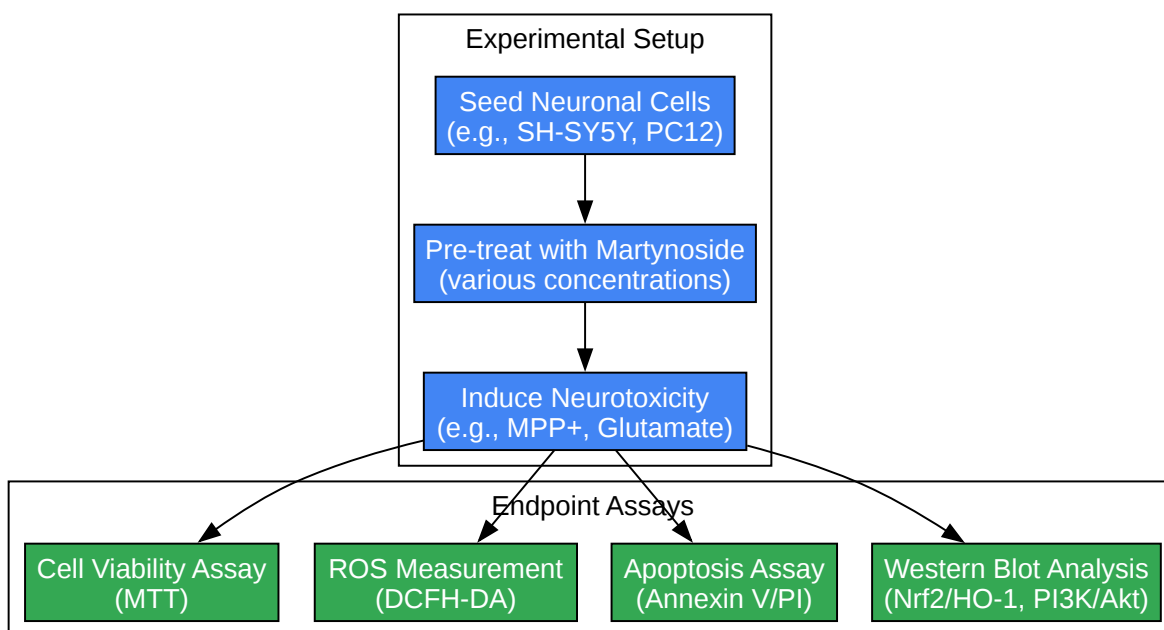 Experimental Setup
Seed Neuronal Cells
(e.g., SH-SY5Y, PC12)
Pre-treat with Martynoside
(various concentrations)
Induce Neurotoxicity
(e.g., MPP+, Glutamate)
Endpoint Assays
Cell Viability Assay
(MTT)
ROS Measurement
(DCFH-DA)
Apoptosis Assay
(Annexin V/PI)
Western Blot Analysis
(Nrf2/HO-1, PI3K/Akt)